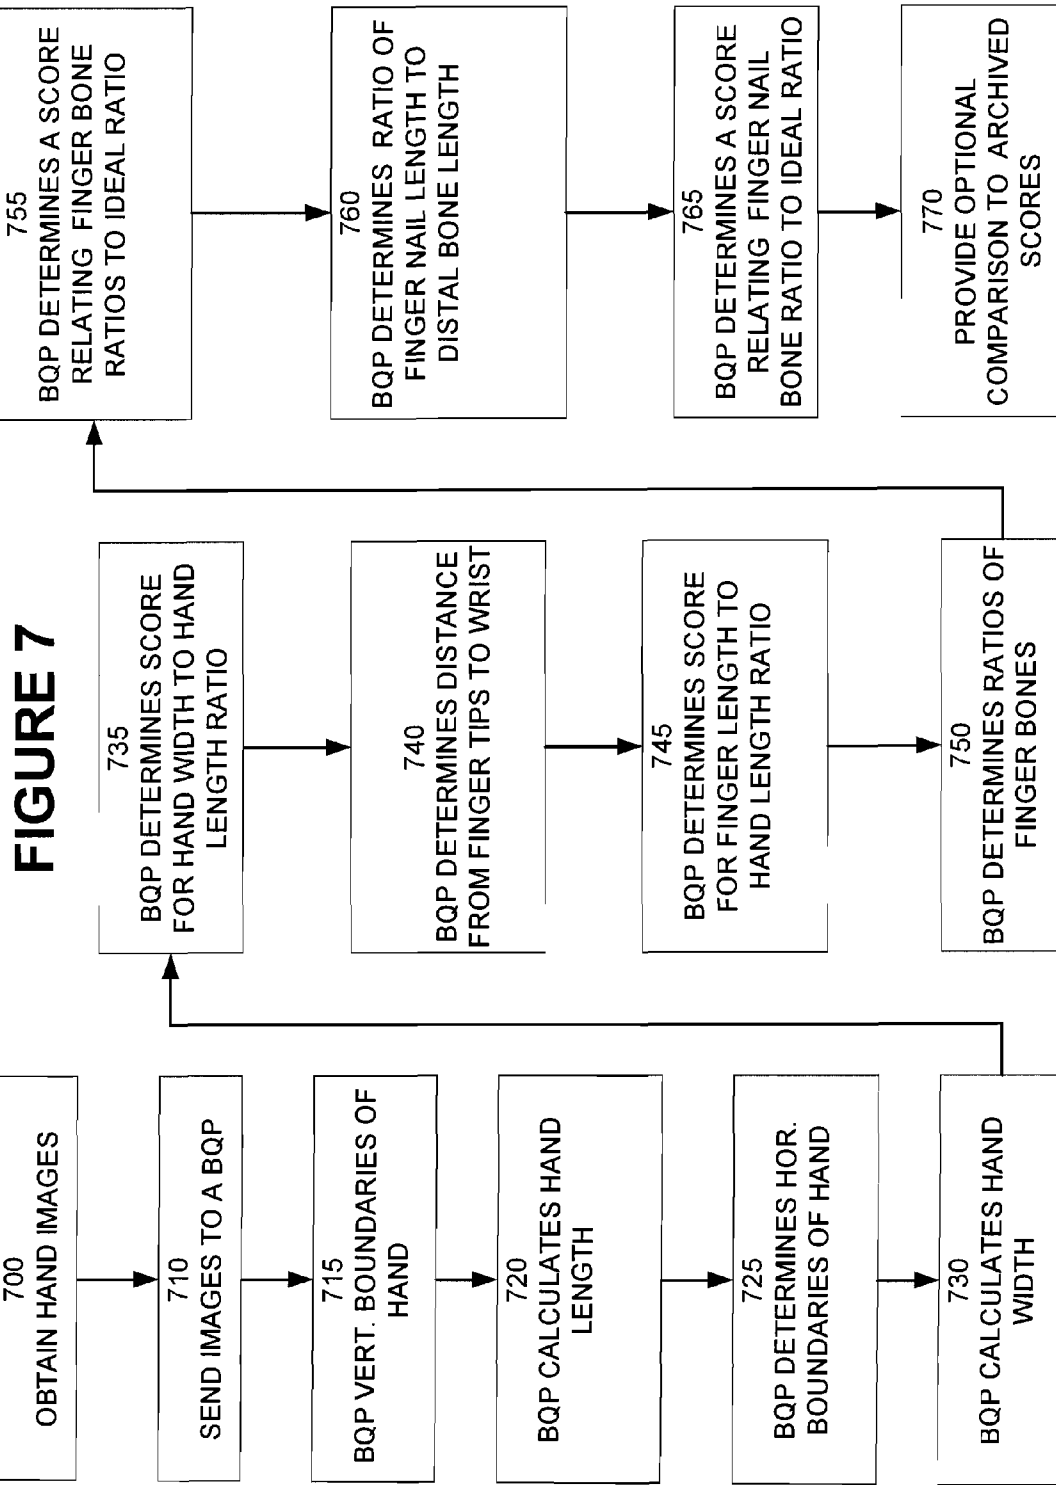 FIGURE 7
700
OBTAIN HAND IMAGES
710
SEND IMAGES TO A BQP
715
BQP VERT. BOUNDARIES OF
HAND
720
BQP CALCULATES HAND
LENGTH
725
BQP DETERMINES HOR.
BOUNDARIES OF HAND
730
BQP CALCULATES HAND
WIDTH
735
BQP DETERMINES SCORE
FOR HAND WIDTH TO HAND
LENGTH RATIO
740
BQP DETERMINES DISTANCE
FROM FINGER TIPS TO WRIST
745
BQP DETERMINES SCORE
FOR FINGER LENGTH TO
HAND LENGTH RATIO
750
BQP DETERMINES RATIOS OF
FINGER BONES
755
BQP DETERMINES A SCORE
RELATING FINGER BONE
RATIOS TO IDEAL RATIO
760
BQP DETERMINES RATIO OF
FINGER NAIL LENGTH TO
DISTAL BONE LENGTH
765
BQP DETERMINES A SCORE
RELATING FINGER NAIL
BONE RATIO TO IDEAL RATIO
770
PROVIDE OPTIONAL
COMPARISON TO ARCHIVED
SCORES